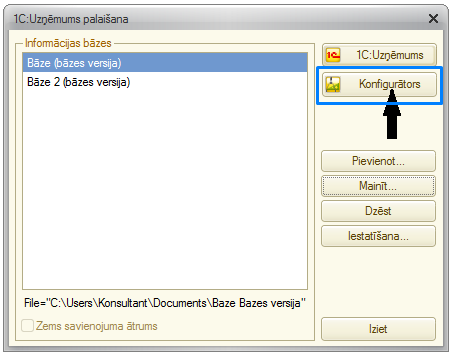 1C:Uzņēmums palaišana
Informācijas bāzes
Bāze (bāzes versija)
Bāze 2 (bāzes versija)
1C:Uzņēmums
Konfigurātors
Pievienot...
Mainīt...
Dzēst
Iestatīšana...
File="C:\Users\Konsultant\Documents\Baze Bazes versija"
Zems savienojuma ātrums
Iziet